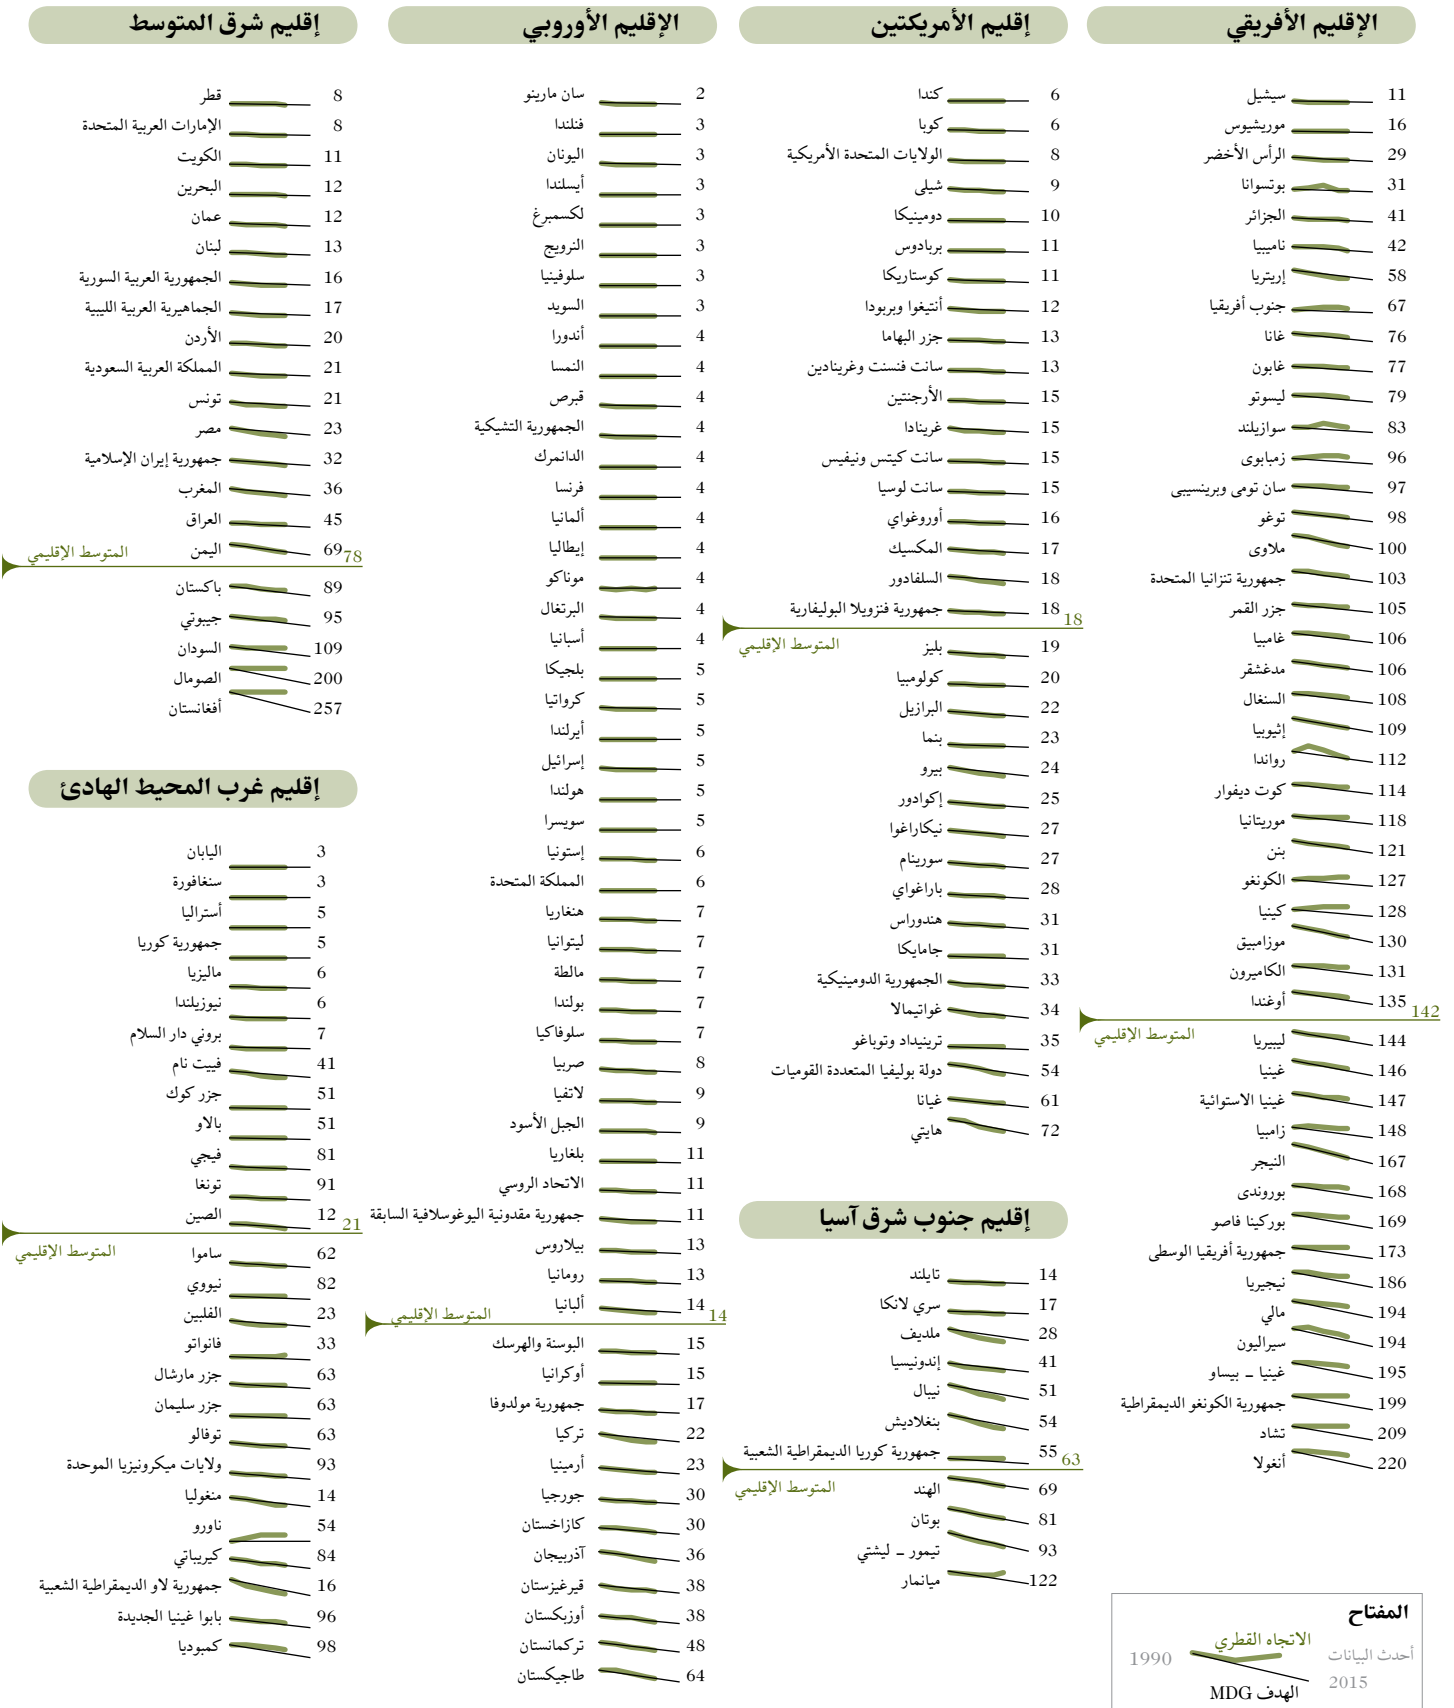 الإقليم الأفريقي
سيشيل 11
موريشيوس 16
الرأس الأخضر 29
بوتسوانا 31
الجزائر 41
ناميبيا 42
إريتريا 58
جنوب أفريقيا 67
غانا 76
غابون 77
ليسوتو 79
سوازيلند 83
زمبابوى 96
سان تومى وبرينسيبى 97
توغو 98
ملاوى 100
جمهورية تنزانيا المتحدة 103
جزر القمر 105
غامبيا 106
مدغشقر 106
السنغال 108
إثيوبيا 109
رواندا 112
كوت ديفوار 114
موريتانيا 118
بنن 121
الكونغو 127
كينيا 128
موزامبيق 130
الكاميرون 131
أوغندا 135
المتوسط الإقليمي 142
ليبيريا 144
غينيا 146
غينيا الاستوائية 147
زامبيا 148
النيجر 167
بوروندى 168
بوركينا فاصو 169
جمهورية أفريقيا الوسطى 173
نيجيريا 186
مالي 194
سيراليون 194
غينيا – بيساو 195
جمهورية الكونغو الديمقراطية 199
تشاد 209
أنغولا 220
المفتاح
الاتجاه القطري
أحدث البيانات
1990
2015
الهدف MDG
إقليم الأمريكتين
كندا 6
كوبا 6
الولايات المتحدة الأمريكية 8
شيلى 9
دومينيكا 10
بربادوس 11
كوستاريكا 11
أنتيغوا وبربودا 12
جزر البهاما 13
سانت فنسنت وغرينادين 13
الأرجنتين 15
غرينادا 15
سانت كيتس ونيفيس 15
سانت لوسيا 15
أوروغواي 16
المكسيك 17
السلفادور 18
جمهورية فنزويلا البوليفارية 18
المتوسط الإقليمي 18
بليز 19
كولومبيا 20
البرازيل 22
بنما 23
بيرو 24
إكوادور 25
نيكاراغوا 27
سورينام 27
باراغواي 28
هندوراس 31
جامايكا 31
الجمهورية الدومينيكية 33
غواتيمالا 34
ترينيداد وتوباغو 35
دولة بوليفيا المتعددة القوميات 54
غيانا 61
هايتي 72
إقليم جنوب شرق آسيا
تايلند 14
سري لانكا 17
ملديف 28
إندونيسيا 41
نيبال 51
بنغلاديش 54
جمهورية كوريا الديمقراطية الشعبية 55
المتوسط الإقليمي 63
الهند 69
بوتان 81
تيمور – ليشتي 93
ميانمار 122
الإقليم الأوروبي
سان مارينو 2
فنلندا 3
اليونان 3
أيسلندا 3
لكسمبرغ 3
النرويج 3
سلوفينيا 3
السويد 3
أندورا 4
النمسا 4
قبرص 4
الجمهورية التشيكية 4
الدانمرك 4
فرنسا 4
ألمانيا 4
إيطاليا 4
موناكو 4
البرتغال 4
أسبانيا 4
بلجيكا 5
كرواتيا 5
أيرلندا 5
إسرائيل 5
هولندا 5
سويسرا 5
إستونيا 6
المملكة المتحدة 6
هنغاريا 7
ليتوانيا 7
مالطة 7
بولندا 7
سلوفاكيا 7
صربيا 8
لاتفيا 9
الجبل الأسود 9
بلغاريا 11
الاتحاد الروسي 11
جمهورية مقدونية اليوغوسلافية السابقة 11
بيلاروس 13
رومانيا 13
ألبانيا 14
المتوسط الإقليمي 14
البوسنة والهرسك 15
أوكرانيا 15
جمهورية مولدوفا 17
تركيا 22
أرمينيا 23
جورجيا 30
كازاخستان 30
آذربيجان 36
قيرغيزستان 38
أوزبكستان 38
تركمانستان 48
طاجيكستان 64
إقليم شرق المتوسط
قطر 8
الإمارات العربية المتحدة 8
الكويت 11
البحرين 12
عمان 12
لبنان 13
الجمهورية العربية السورية 16
الجماهيرية العربية الليبية 17
الأردن 20
المملكة العربية السعودية 21
تونس 21
مصر 23
جمهورية إيران الإسلامية 32
المغرب 36
العراق 45
اليمن 69
المتوسط الإقليمي 78
باكستان 89
جيبوتي 95
السودان 109
الصومال 200
أفغانستان 257
إقليم غرب المحيط الهادئ
اليابان 3
سنغافورة 3
أستراليا 5
جمهورية كوريا 5
ماليزيا 6
نيوزيلندا 6
بروني دار السلام 7
فييت نام 41
جزر كوك 51
بالاو 51
فيجي 81
تونغا 91
الصين 12
المتوسط الإقليمي 21
ساموا 62
نيووي 82
الفلبين 23
فانواتو 33
جزر مارشال 63
جزر سليمان 63
توفالو 63
ولايات ميكرونيزيا الموحدة 93
منغوليا 14
ناورو 54
كيريباتي 84
جمهورية لاو الديمقراطية الشعبية 16
بابوا غينيا الجديدة 96
كمبوديا 98